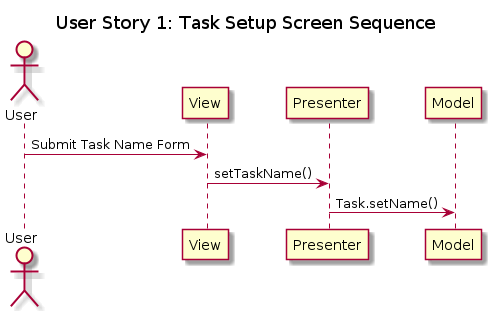 User Story 1: Task Setup Screen Sequence
User
View
Presenter
Model
Submit Task Name Form
setTaskName()
Task.setName()
User
View
Presenter
Model